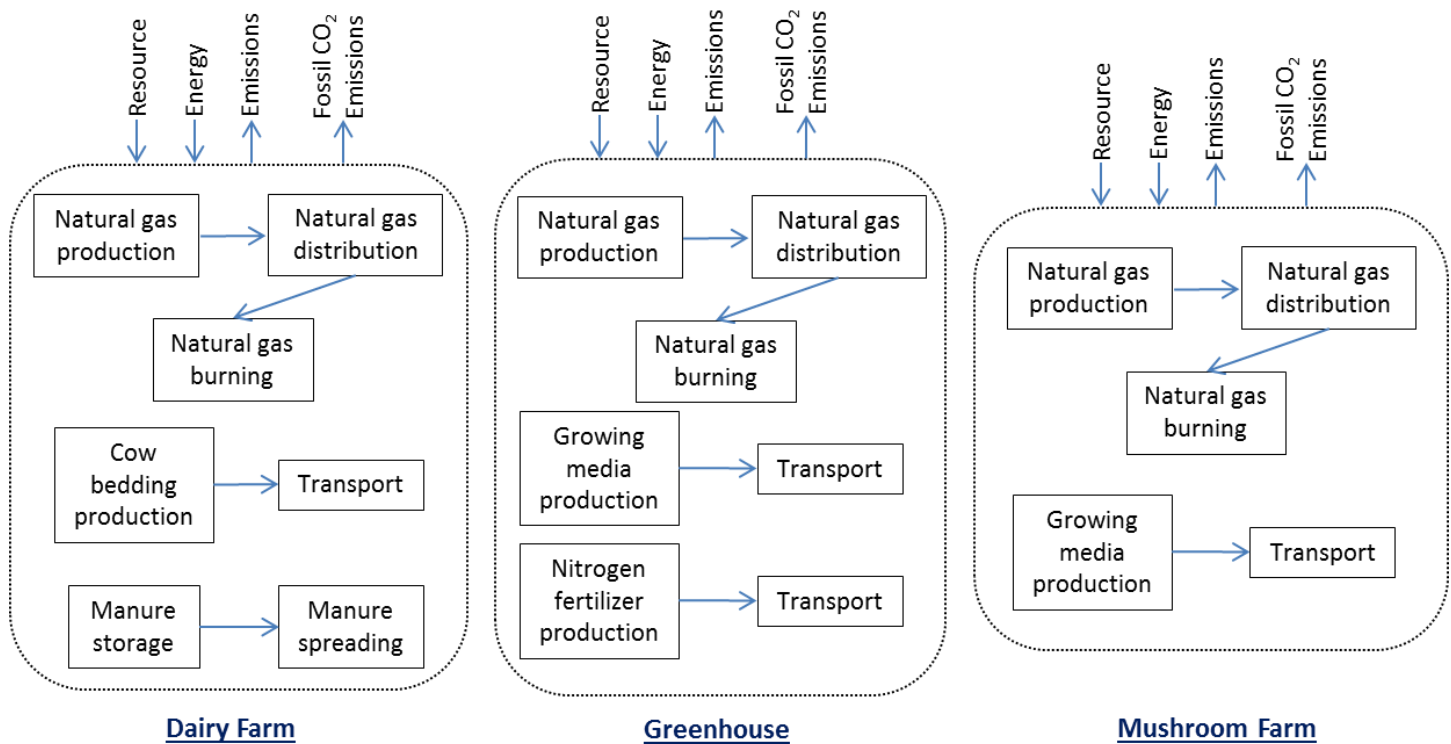 Resource
Energy
Emissions
Fossil CO₂
Emissions
Natural gas
production
Natural gas
distribution
Natural gas
burning
Cow
bedding
production
Transport
Manure
storage
Manure
spreading
Dairy Farm
Resource
Energy
Emissions
Fossil CO₂
Emissions
Natural gas
production
Natural gas
distribution
Natural gas
burning
Growing
media
production
Transport
Nitrogen
fertilizer
production
Transport
Greenhouse
Resource
Energy
Emissions
Fossil CO₂
Emissions
Natural gas
production
Natural gas
distribution
Natural gas
burning
Growing
media
production
Transport
Mushroom Farm